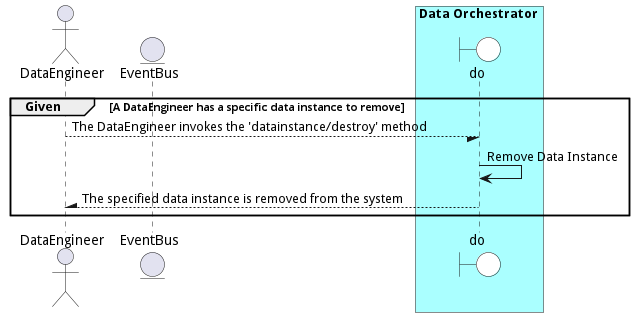 Data Orchestrator
DataEngineer
EventBus
do
Given
[A DataEngineer has a specific data instance to remove]
The DataEngineer invokes the 'datainstance/destroy' method
Remove Data Instance
The specified data instance is removed from the system
DataEngineer
EventBus
do